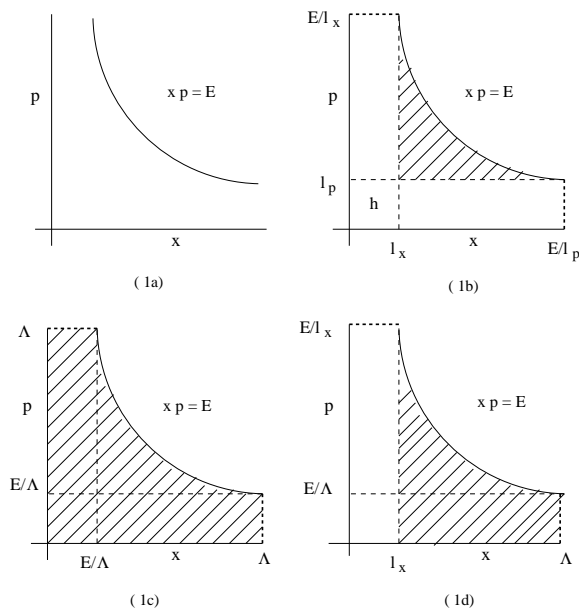 p
x p = E
x
( 1a)
E/l x
p
x p = E
l p
h
l x
x
E/l p
( 1b)
Λ
p
x p = E
E/Λ
E/Λ
x
Λ
( 1c)
E/l x
p
x p = E
E/Λ
l x
x
Λ
( 1d)